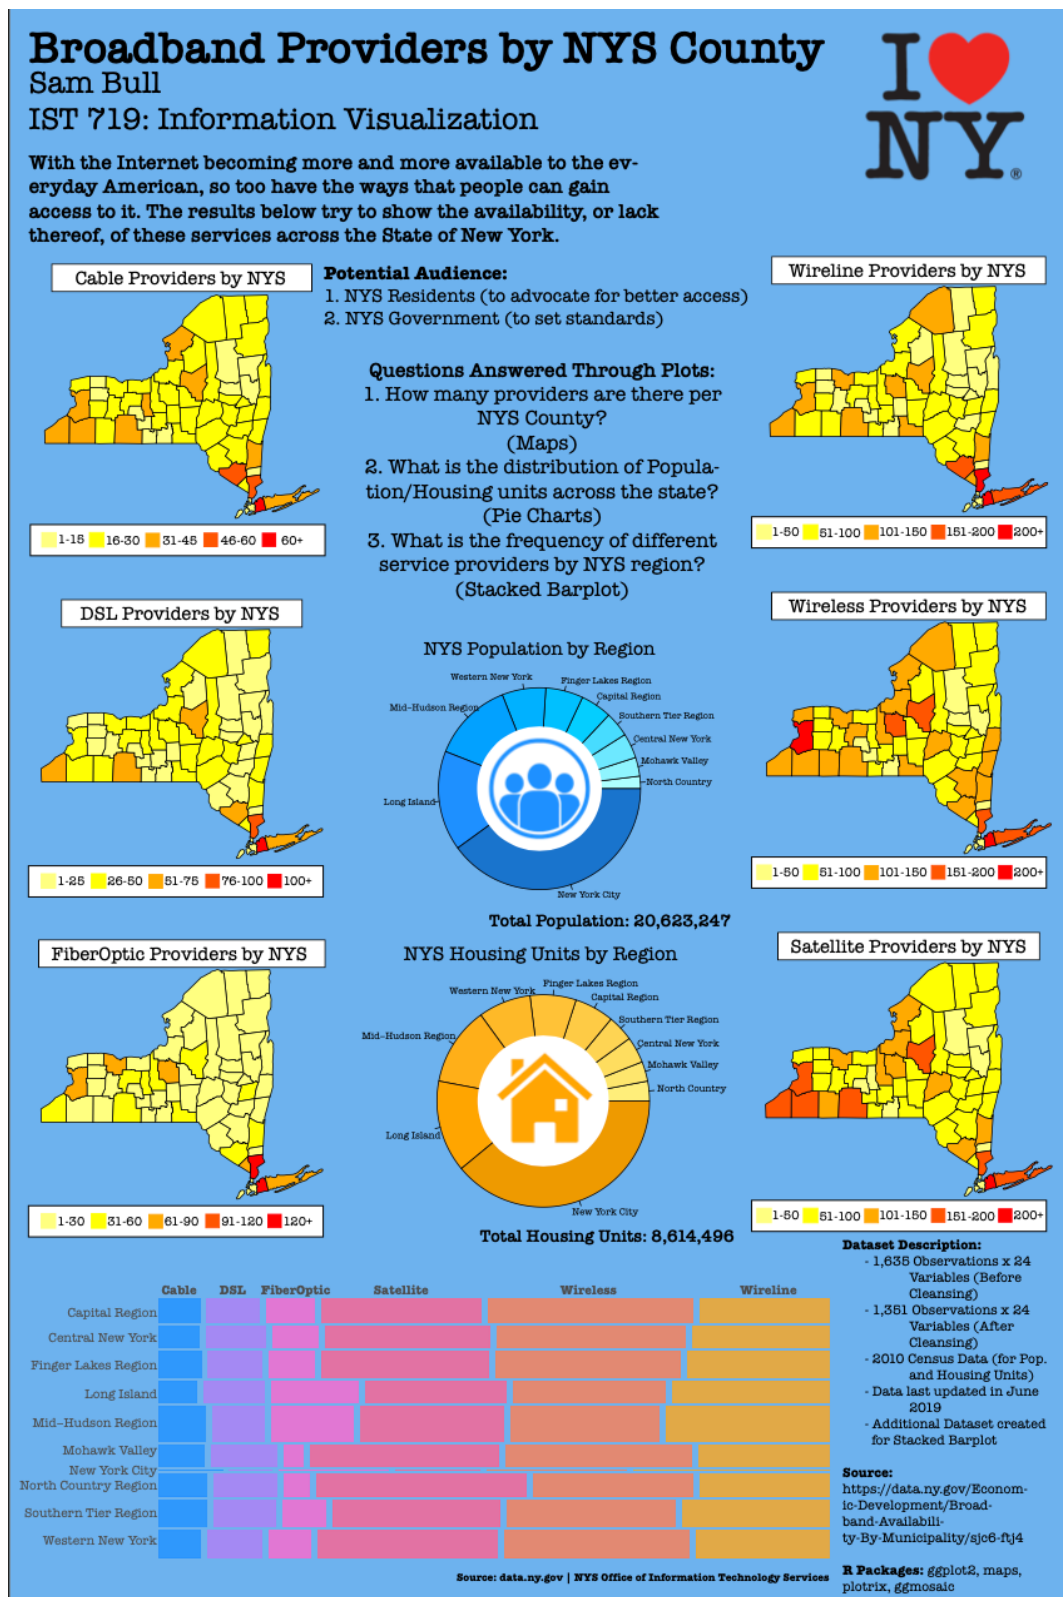 Broadband Providers by NYS County
Sam Bull
IST 719: Information Visualization
I
NY®
With the Internet becoming more and more available to the ev-
eryday American, so too have the ways that people can gain
access to it. The results below try to show the availability, or lack
thereof, of these services across the State of New York.
Cable Providers by NYS
1-15 16-30 31-45 46-60 60+
Potential Audience:
1. NYS Residents (to advocate for better access)
2. NYS Government (to set standards)
Wireline Providers by NYS
1-50 51-100 101-150 151-200 200+
Questions Answered Through Plots:
1. How many providers are there per
NYS County?
(Maps)
2. What is the distribution of Popula-
tion/Housing units across the state?
(Pie Charts)
3. What is the frequency of different
service providers by NYS region?
(Stacked Barplot)
DSL Providers by NYS
1-25 26-50 51-75 76-100 100+
NYS Population by Region
Western New York
Finger Lakes Region
Capital Region
Mid-Hudson Region
Southern Tier Region
Central New York
Mohawk Valley
North Country
Long Island
New York City
Total Population: 20,623,247
Wireless Providers by NYS
1-50 51-100 101-150 151-200 200+
FiberOptic Providers by NYS
1-30 31-60 61-90 91-120 120+
NYS Housing Units by Region
Finger Lakes Region
Western New York
Capital Region
Southern Tier Region
Mid-Hudson Region
Central New York
Mohawk Valley
North Country
Long Island
New York City
Total Housing Units: 8,614,496
Satellite Providers by NYS
1-50 51-100 101-150 151-200 200+
Cable DSL FiberOptic Satellite Wireless Wireline
Capital Region
Central New York
Finger Lakes Region
Long Island
Mid-Hudson Region
Mohawk Valley
New York City
North Country Region
Southern Tier Region
Western New York
Source: data.ny.gov | NYS Office of Information Technology Services
Dataset Description:
- 1,635 Observations x 24
Variables (Before
Cleansing)
- 1,351 Observations x 24
Variables (After
Cleansing)
- 2010 Census Data (for Pop.
and Housing Units)
- Data last updated in June
2019
- Additional Dataset created
for Stacked Barplot
Source:
https://data.ny.gov/Econom-
ic-Development/Broad-
band-Availabili-
ty-By-Municipality/sjc6-ftj4
R Packages: ggplot2, maps,
plotrix, ggmosaic